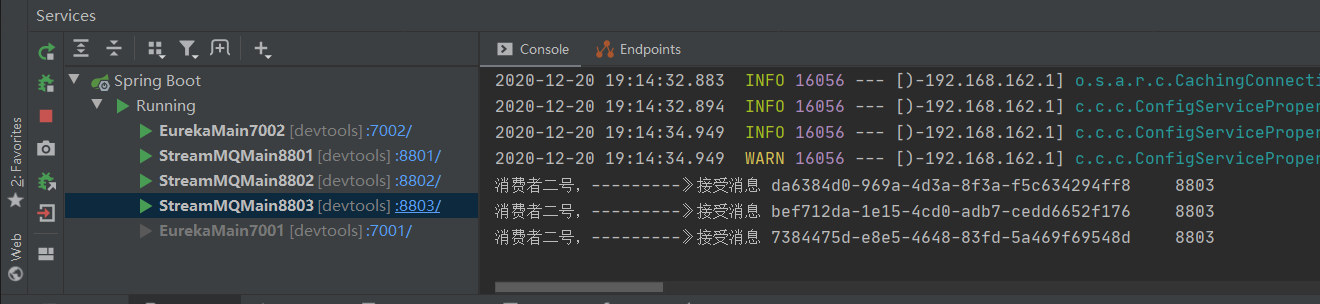 Services
Spring Boot
Running
EurekaMain7002 [devtools] :7002/
StreamMQMain8801 [devtools] :8801/
StreamMQMain8802 [devtools] :8802/
StreamMQMain8803 [devtools] :8803/
EurekaMain7001 [devtools] :7001/
2: Favorites
Web
Console
Endpoints
2020-12-20 19:14:32.883 INFO 16056 --- [)-192.168.162.1] o.s.a.r.c.CachingConnecti
2020-12-20 19:14:32.894 INFO 16056 --- [)-192.168.162.1] c.c.c.ConfigServicePropert
2020-12-20 19:14:34.949 INFO 16056 --- [)-192.168.162.1] c.c.c.ConfigServicePropert
2020-12-20 19:14:34.949 WARN 16056 --- [)-192.168.162.1] c.c.c.ConfigServicePropert
消费者二号，---------》接受消息 da6384d0-969a-4d3a-8f3a-f5c634294ff8 8803
消费者二号，---------》接受消息 bef712da-1e15-4cd0-adb7-cedd6652f176 8803
消费者二号，---------》接受消息 7384475d-e8e5-4648-83fd-5a469f69548d 8803